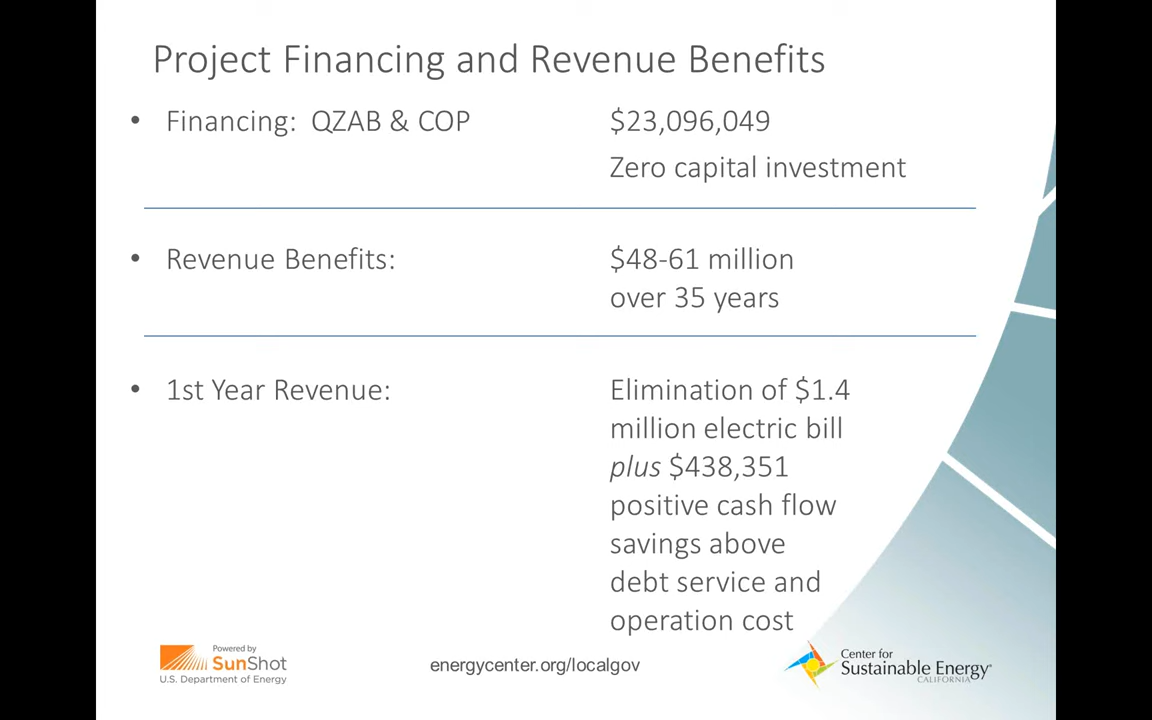 Project Financing and Revenue Benefits
• Financing: QZAB & COP $23,096,049
Zero capital investment
• Revenue Benefits: $48-61 million
over 35 years
• 1st Year Revenue: Elimination of $1.4
million electric bill
plus $438,351
positive cash flow
savings above
debt service and
operation cost
Powered by
SunShot
U.S. Department of Energy
energycenter.org/localgov
Center for
Sustainable Energy
CALIFORNIA